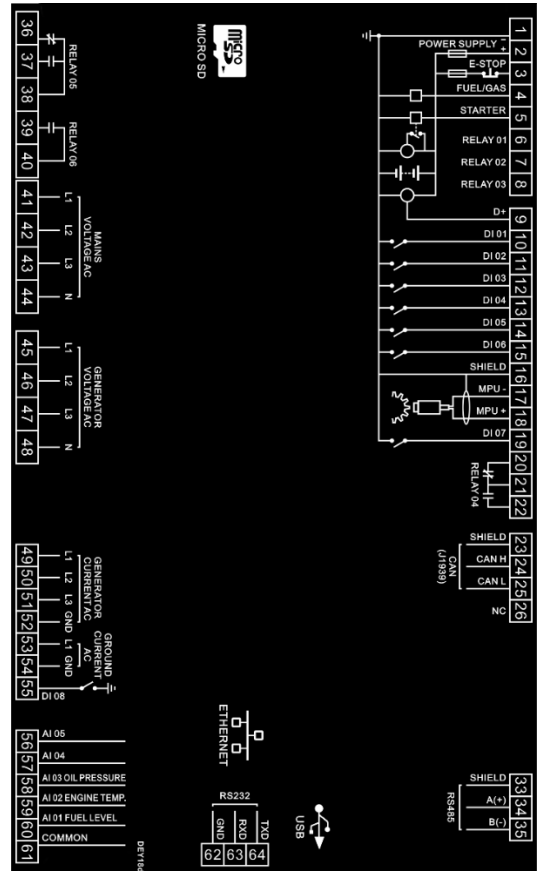 36
37
38
39
40
RELAY 05
RELAY 06
41
42
43
44
L1
L2
L3
N
MAINS
VOLTAGE AC
45
46
47
48
L1
L2
L3
N
GENERATOR
VOLTAGE AC
49
50
51
52
53
54
55
L1
L2
L3
GND
GENERATOR
CURRENT AC
L1
GND
GROUND
CURRENT
AC
DI 08
56 AI 05
57 AI 04
58 AI 03 OIL PRESSURE
59 AI 02 ENGINE TEMP.
60 AI 01 FUEL LEVEL
61 COMMON
MICRO SD
Micro
SD
ETHERNET
RS232
GND
RXD
TXD
62 63 64
USB
POWER SUPPLY - 1
+ 2
E-STOP 3
FUEL/GAS 4
STARTER 5
RELAY 01 6
RELAY 02 7
RELAY 03 8
D+ 9
DI 01 10
DI 02 11
DI 03 12
DI 04 13
DI 05 14
DI 06 15
SHIELD 16
MPU - 17
MPU + 18
DI 07 19
20
21
22
RELAY 04
SHIELD 23
CAN H 24
CAN L 25
NC 26
CAN
(J1939)
SHIELD 33
A(+) 34
B(-) 35
RS485